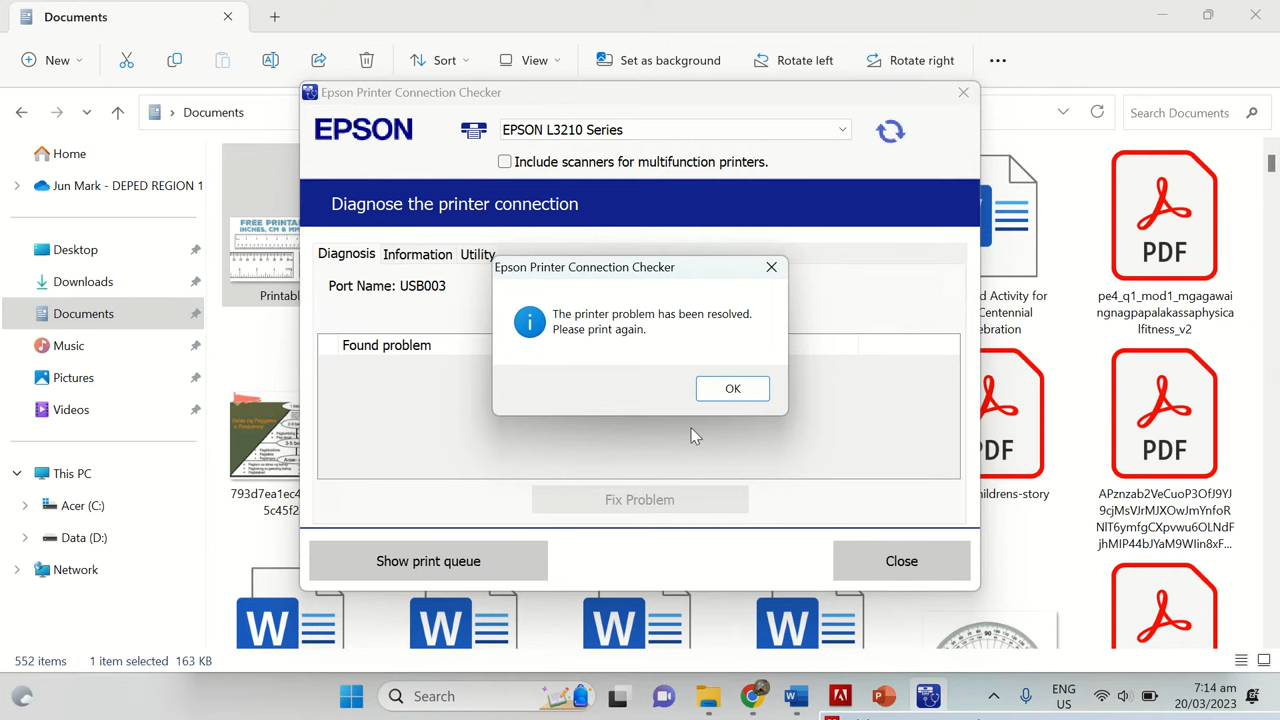 Documents
New
Sort
View
Set as background
Rotate left
Rotate right
Documents
Search Documents
Epson Printer Connection Checker
EPSON
EPSON L3210 Series
Include scanners for multifunction printers.
Diagnose the printer connection
Diagnosis
Information
Utility
Port Name: USB003
Found problem
Epson Printer Connection Checker
The printer problem has been resolved.
Please print again.
OK
Fix Problem
Show print queue
Close
Home
Jun Mark - DEPED REGION 1
Desktop
Downloads
Documents
Music
Pictures
Videos
This PC
Acer (C:)
Data (D:)
Network
FREE PRINTA
INCHES, CM & MM
Printabl
793d7ea1ec4
5c45f2
d Activity for
Centennial
ebration
PDF
pe4_q1_mod1_mgagawai
ngnagpapalakassaphysica
lfitness_v2
DF
hildrens-story
PDF
APznzab2VeCuoP3OfJ9YJ
9cjMsVJrMJXOwJmYnfoR
NlT6ymfgCXpvwu6OLNdF
jhMIP44bJYaM9WIin8xF...
W
W
W
W
552 items
1 item selected
163 KB
Search
ENG
US
7:14 am
20/03/2023